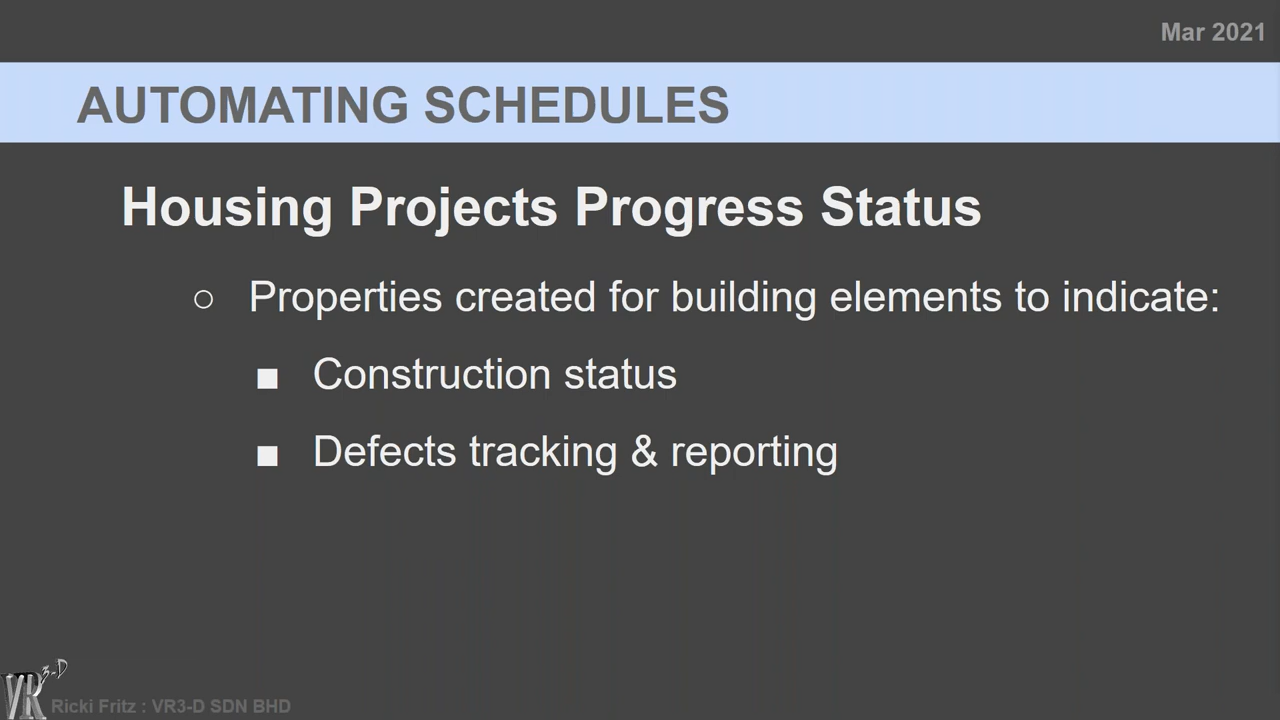 Mar 2021
AUTOMATING SCHEDULES
Housing Projects Progress Status
○ Properties created for building elements to indicate:
■ Construction status
■ Defects tracking & reporting
VR3-D
Ricki Fritz : VR3-D SDN BHD